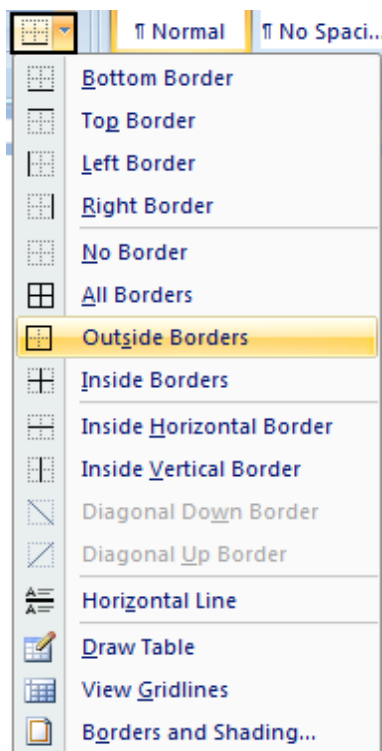 ¶ Normal ¶ No Spaci...
Bottom Border
Top Border
Left Border
Right Border
No Border
All Borders
Outside Borders
Inside Borders
Inside Horizontal Border
Inside Vertical Border
Diagonal Down Border
Diagonal Up Border
Horizontal Line
Draw Table
View Gridlines
Borders and Shading...